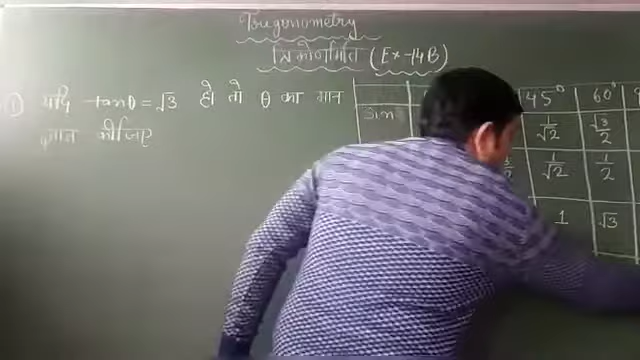 Trigonometry
त्रिकोणमिति (Ex-14B)
① यदि tanθ = √3 हो तो θ का मान
ज्ञात कीजिए
Sin 45° 60°
1/√2 √3/2
1/√2 1/2
1 √3